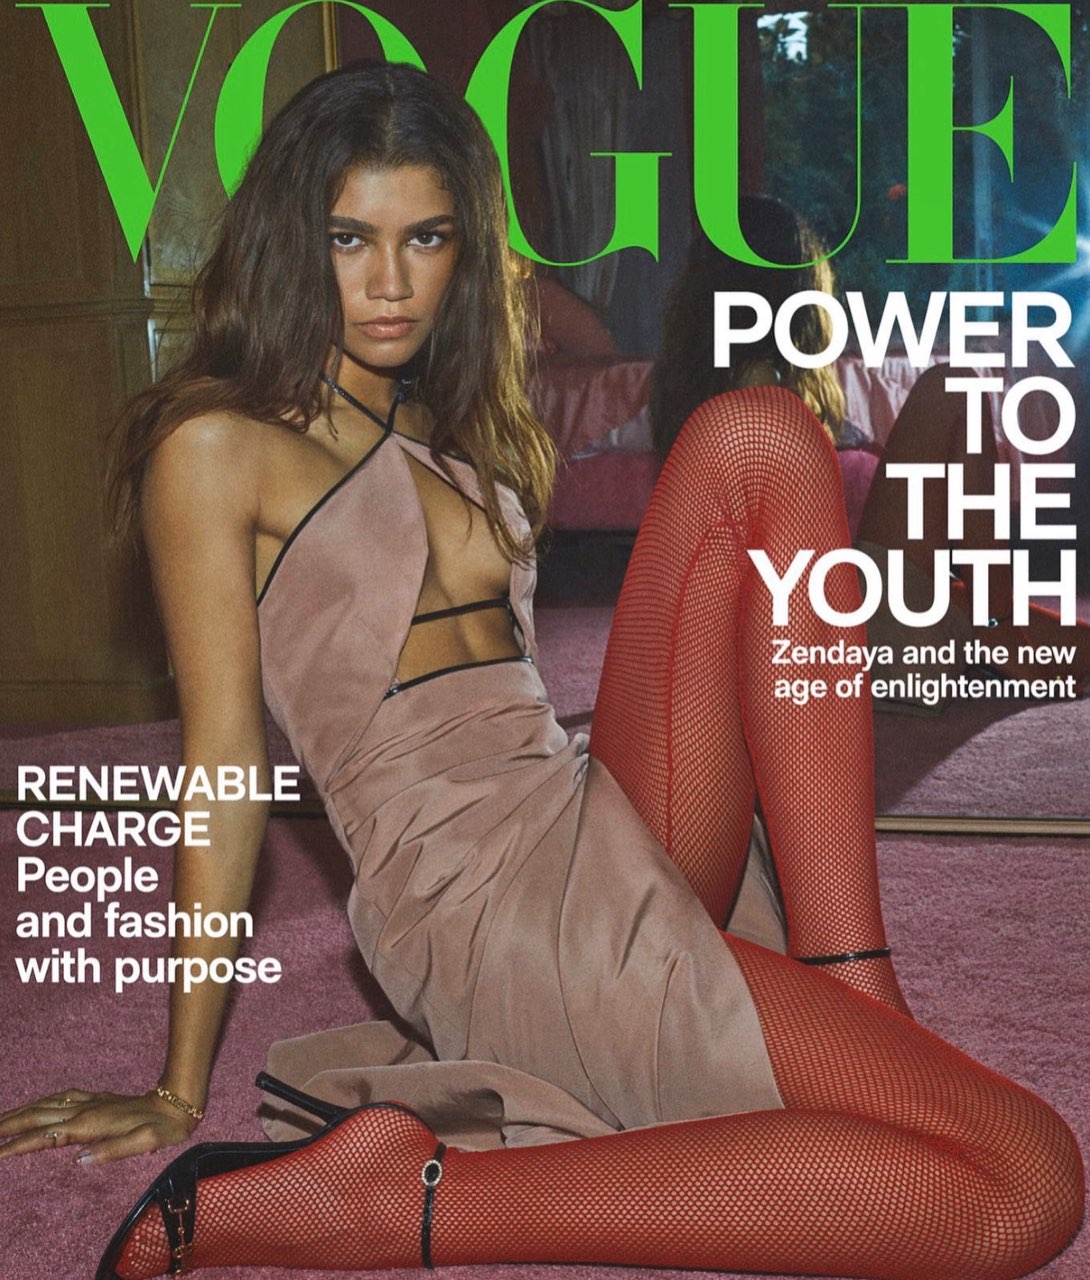 VOGUE
POWER
TO
THE
YOUTH
Zendaya and the new
age of enlightenment
RENEWABLE
CHARGE
People
and fashion
with purpose